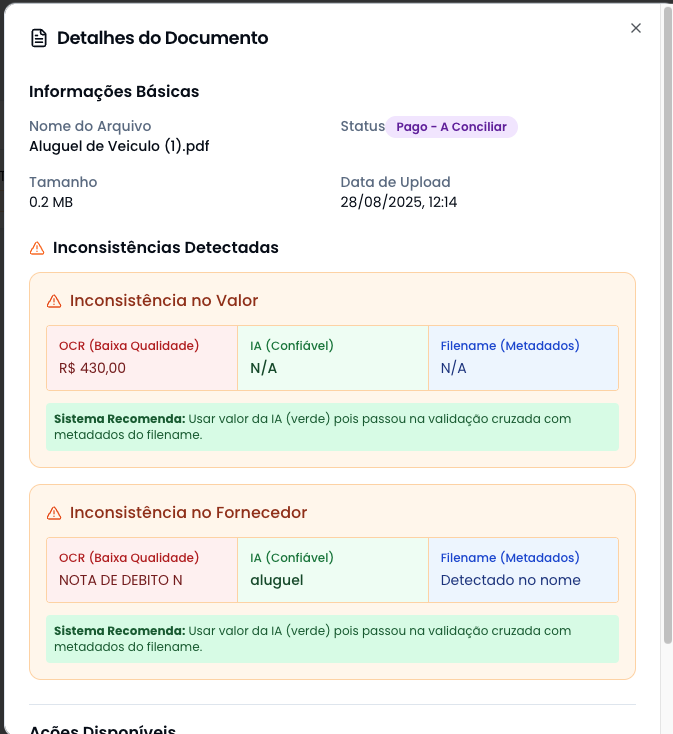 Detalhes do Documento
Informações Básicas
Nome do Arquivo
Status Pago - A Conciliar
Aluguel de Veiculo (1).pdf
Tamanho
Data de Upload
0.2 MB
28/08/2025, 12:14
Inconsistências Detectadas
Inconsistência no Valor
OCR (Baixa Qualidade)
R$ 430,00
IA (Confiável)
N/A
Filename (Metadados)
N/A
Sistema Recomenda: Usar valor da IA (verde) pois passou na validação cruzada com
metadados do filename.
Inconsistência no Fornecedor
OCR (Baixa Qualidade)
NOTA DE DEBITO N
IA (Confiável)
aluguel
Filename (Metadados)
Detectado no nome
Sistema Recomenda: Usar valor da IA (verde) pois passou na validação cruzada com
metadados do filename.
Ações Disponíveis